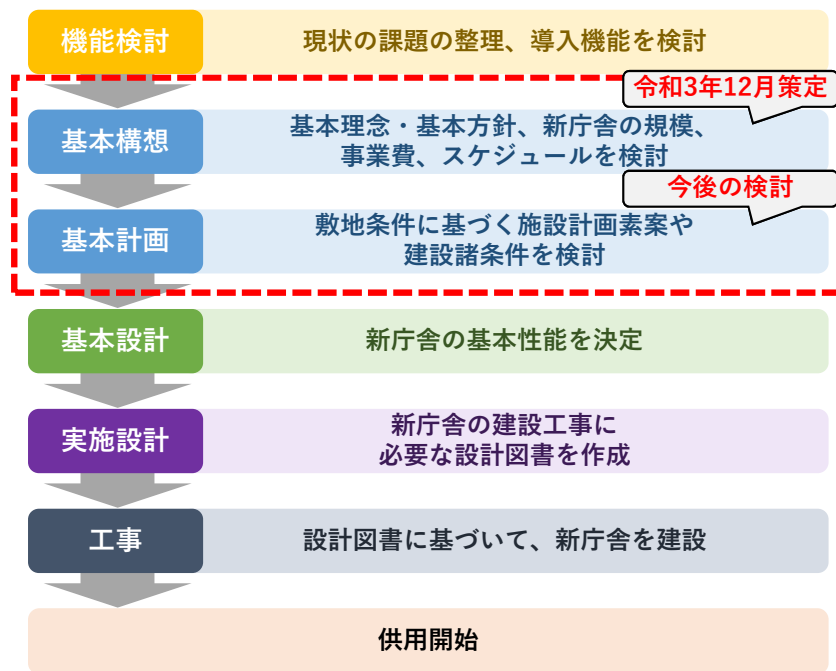 機能検討
現状の課題の整理、導入機能を検討
令和3年12月策定
基本構想
基本理念・基本方針、新庁舎の規模、
事業費、スケジュールを検討
今後の検討
基本計画
敷地条件に基づく施設計画素案や
建設諸条件を検討
基本設計
新庁舎の基本性能を決定
実施設計
新庁舎の建設工事に
必要な設計図書を作成
工事
設計図書に基づいて、新庁舎を建設
供用開始